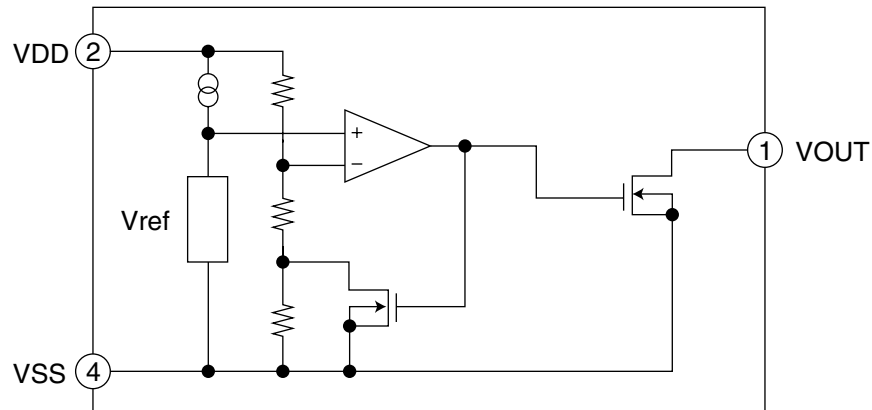 VDD 2
+
−
1 VOUT
Vref
VSS 4